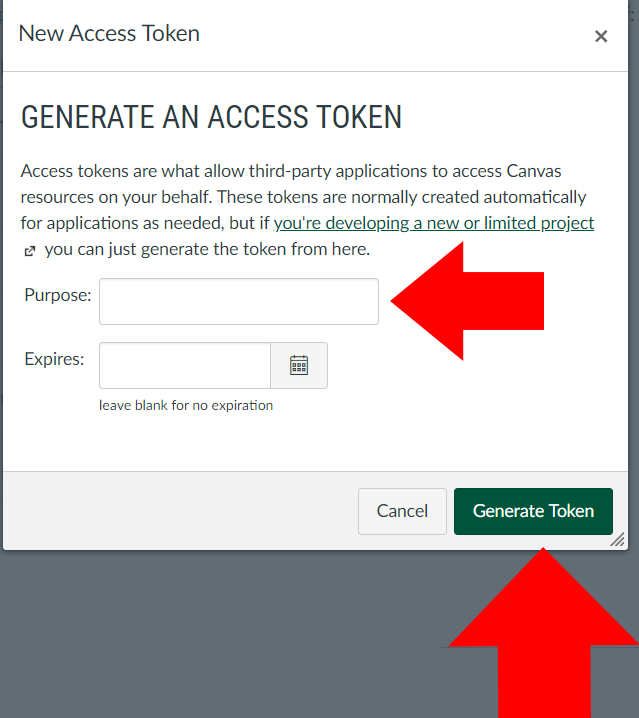 New Access Token
×
GENERATE AN ACCESS TOKEN
Access tokens are what allow third-party applications to access Canvas
resources on your behalf. These tokens are normally created automatically
for applications as needed, but if you're developing a new or limited project
you can just generate the token from here.
Purpose:
Expires:
leave blank for no expiration
Cancel
Generate Token